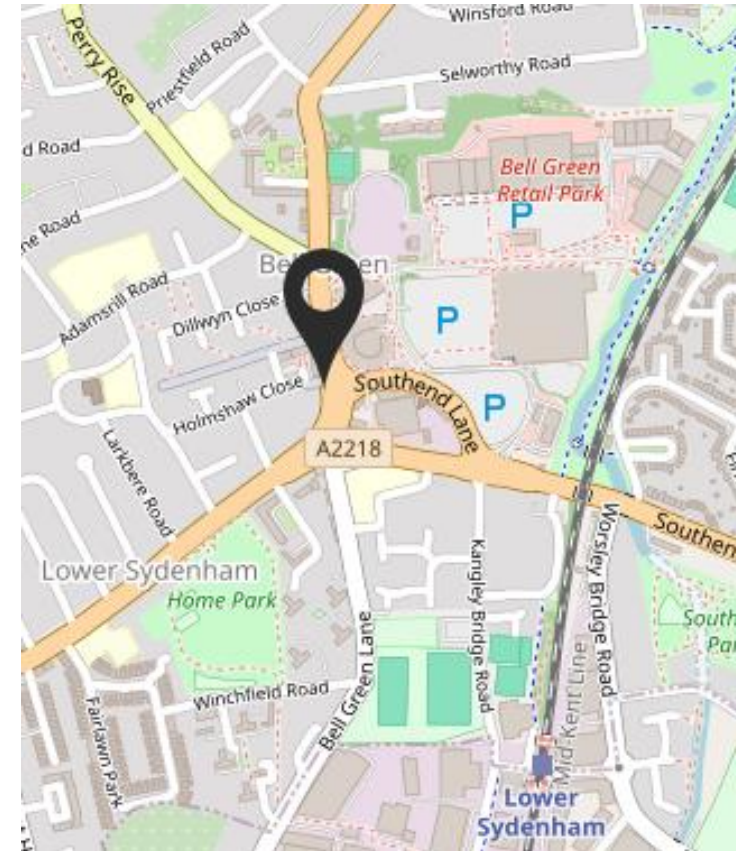 Winsford Road
Perry Rise
Priestfield Road
Selworthy Road
d Road
Bell Green
Retail Park
P
ne Road
Adamsrill Road
Dillwyn Close
P
Holmshaw Close
Southend Lane
P
A2218
Larkbere Road
Lower Sydenham
Home Park
Kangley Bridge Road
Worsley Bridge Road
Southen
South
Par
Bell Green Lane
Winchfield Road
Fairlawn Park
Mid-Kent Line
Lower
Sydenham